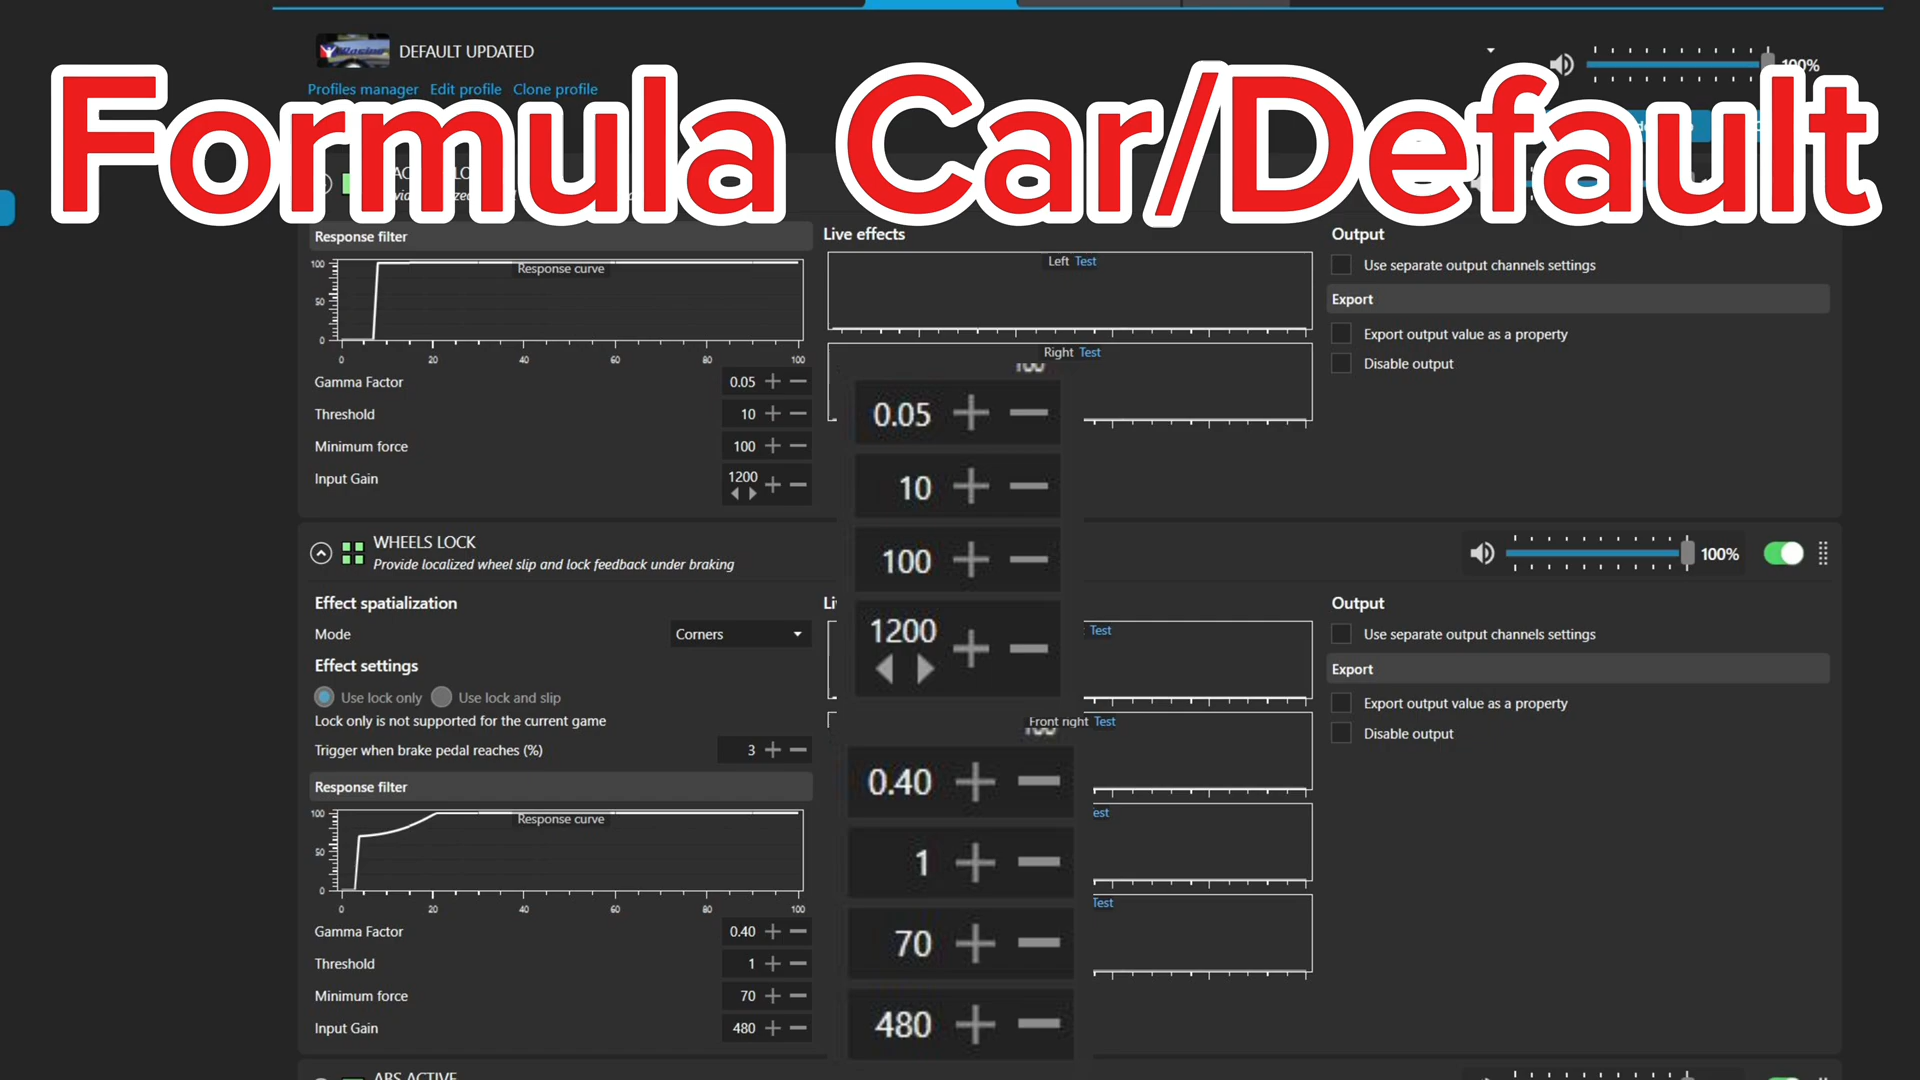 DEFAULT UPDATED
Profiles manager Edit profile Clone profile
100%
Formula Car/Default
Response filter
Response curve
100
50
0
0 20 40 60 80 100
Gamma Factor 0.05
Threshold 10
Minimum force 100
Input Gain 1200
Live effects
Left Test
Right Test
Output
Use separate output channels settings
Export
Export output value as a property
Disable output
0.05
10
100
1200
WHEELS LOCK
Provide localized wheel slip and lock feedback under braking
100%
Effect spatialization
Mode Corners
Effect settings
Use lock only Use lock and slip
Lock only is not supported for the current game
Trigger when brake pedal reaches (%) 3
Response filter
Response curve
100
50
0
0 20 40 60 80 100
Gamma Factor 0.40
Threshold 1
Minimum force 70
Input Gain 480
Test
Front right Test
Test
0.40
1
70
480
Output
Use separate output channels settings
Export
Export output value as a property
Disable output
ABS ACTIVE